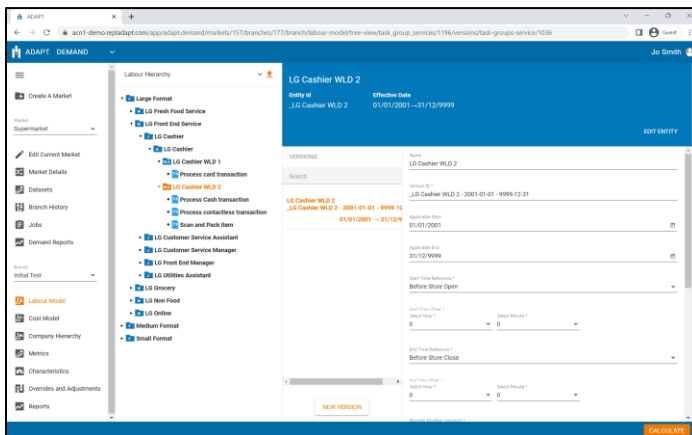 ADAPT
acn1-demo.repladapt.com/app/adapt.demand/markets/157/branches/177/branch/labour-model/tree-view/task_group_services/1196/versions/task-groups-service/1036
Guest
ADAPT DEMAND
Jo Smith
Create A Market
Market
Supermarket
Edit Current Market
Market Details
Datasets
Branch History
Jobs
Demand Reports
Branch
Initial Test
Labour Model
Cost Model
Company Hierarchy
Metrics
Characteristics
Overrides and Adjustments
Reports
Labour Hierarchy
Large Format
LG Fresh Food Service
LG Front End Service
LG Cashier
LG Cashier
LG Cashier WLD 1
Process card transaction
LG Cashier WLD 2
Process Cash transaction
Process contactless transaction
Scan and Pack item
LG Customer Service Assistant
LG Customer Service Manager
LG Front End Manager
LG Utilities Assistant
LG Grocery
LG Non Food
LG Online
Medium Format
Small Format
LG Cashier WLD 2
Entity Id
Effective Date
_LG Cashier WLD 2
01/01/2001→31/12/9999
EDIT ENTITY
VERSIONS
Search
LG Cashier WLD 2
_LG Cashier WLD 2 - 2001-01-01 - 9999-12
01/01/2001 → 31/12/9
NEW VERSION
Name
LG Cashier WLD 2
Version ID *
_LG Cashier WLD 2 - 2001-01-01 - 9999-12-31
Applicable Start
01/01/2001
Applicable End
31/12/9999
Start Time Reference *
Before Store Open
Start Time Offset *
Select Hour *
Select Minute *
0
0
End Time Reference *
Before Store Close
End Time Offset *
Select Hour *
Select Minute *
0
0
CALCULATE